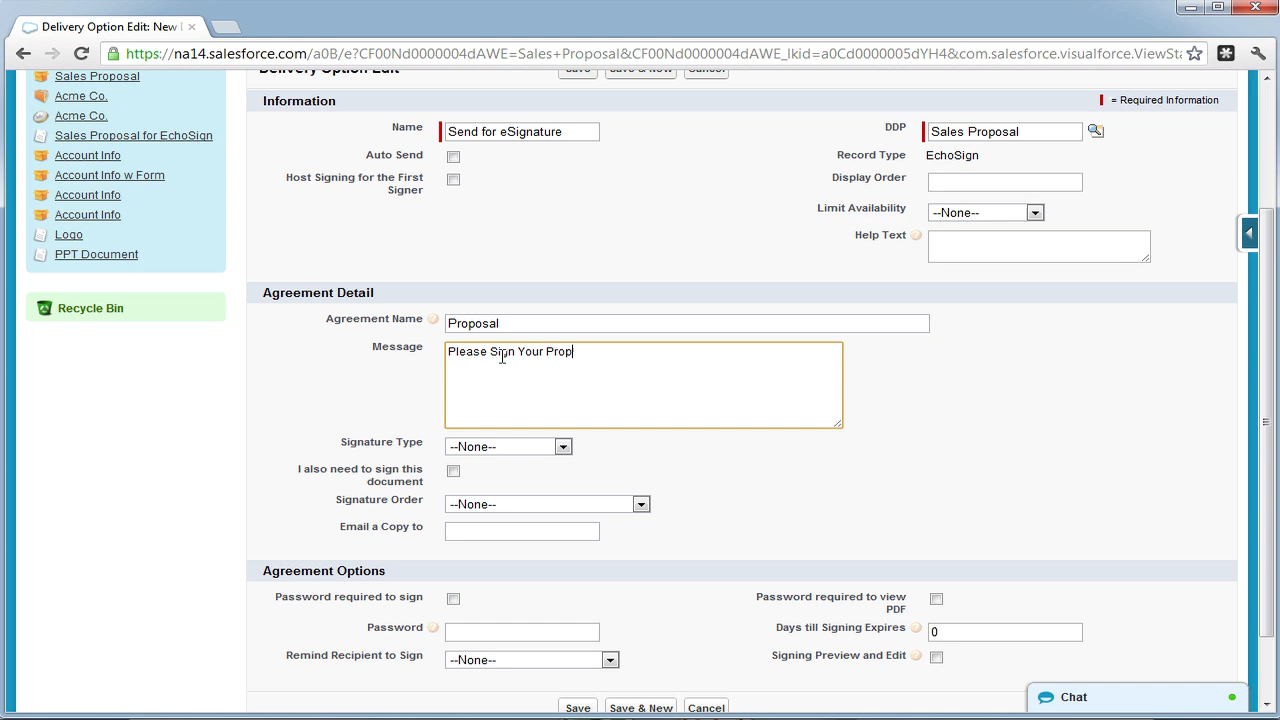 Delivery Option Edit: New
https://na14.salesforce.com/a0B/e?CF00Nd0000004dAWE=Sales+Proposal&CF00Nd0000004dAWE_lkid=a0Cd0000005dYH4&com.salesforce.visualforce.ViewSta
Sales Proposal
Acme Co.
Acme Co.
Sales Proposal for EchoSign
Account Info
Account Info w Form
Account Info
Account Info
Logo
PPT Document
Recycle Bin
Delivery Option Edit Save Save & New Cancel
Information = Required Information
Name Send for eSignature DDP Sales Proposal
Auto Send Record Type EchoSign
Host Signing for the First Signer Display Order
Limit Availability --None--
Help Text
Agreement Detail
Agreement Name Proposal
Message Please Sign Your Prop
Signature Type --None--
I also need to sign this
document
Signature Order --None--
Email a Copy to
Agreement Options
Password required to sign Password required to view
PDF
Password Days till Signing Expires 0
Remind Recipient to Sign --None-- Signing Preview and Edit
Save Save & New Cancel
Chat